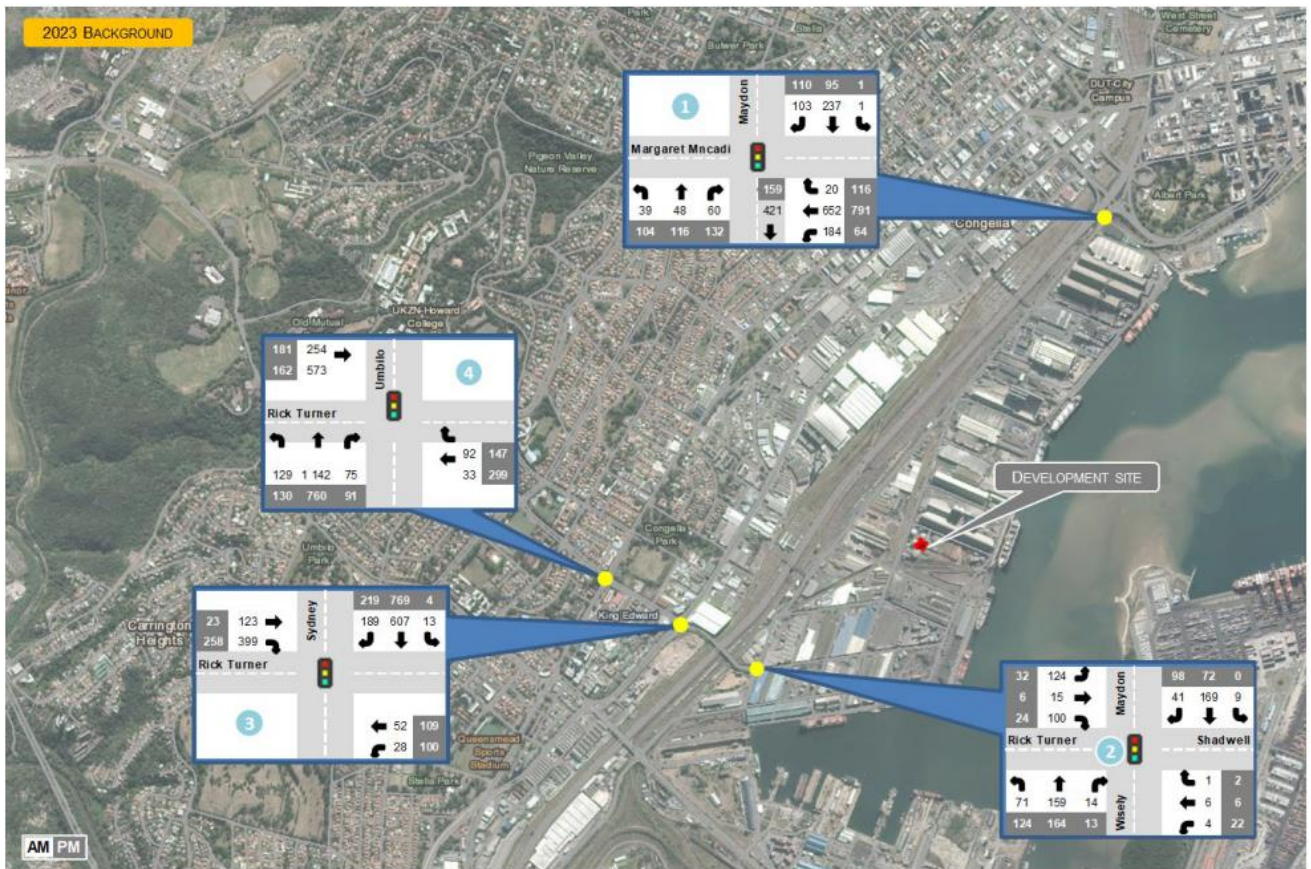 2023 BACKGROUND
Park
Stella
Bulwer Park
West Street
Cemetery
DUT-City
Campus
Albert Park
Congella
Pigeon Valley
Nature Reserve
UKZN-Howard
College
Old Mutual
1
Maydon
110 95 1
103 237 1
Margaret Mncadi
39 48 60
104 116 132
159
421
20 116
652 791
184 64
4
181 254
162 573
Umbilo
Rick Turner
129 1 142 75
130 760 91
92 147
33 299
DEVELOPMENT SITE
Congella
Park
Umbilo
Park
King Edward
Carrington
Heights
23 123
258 399
Sydney
219 769 4
189 607 13
Rick Turner
3
52 109
28 100
Queensmead
Sports
Stadium
Stella Park
32 124
6 15
24 100
Maydon
98 72 0
41 169 9
Rick Turner
2
Shadwell
71 159 14
124 164 13
Wisely
1 2
6 6
4 22
AM PM